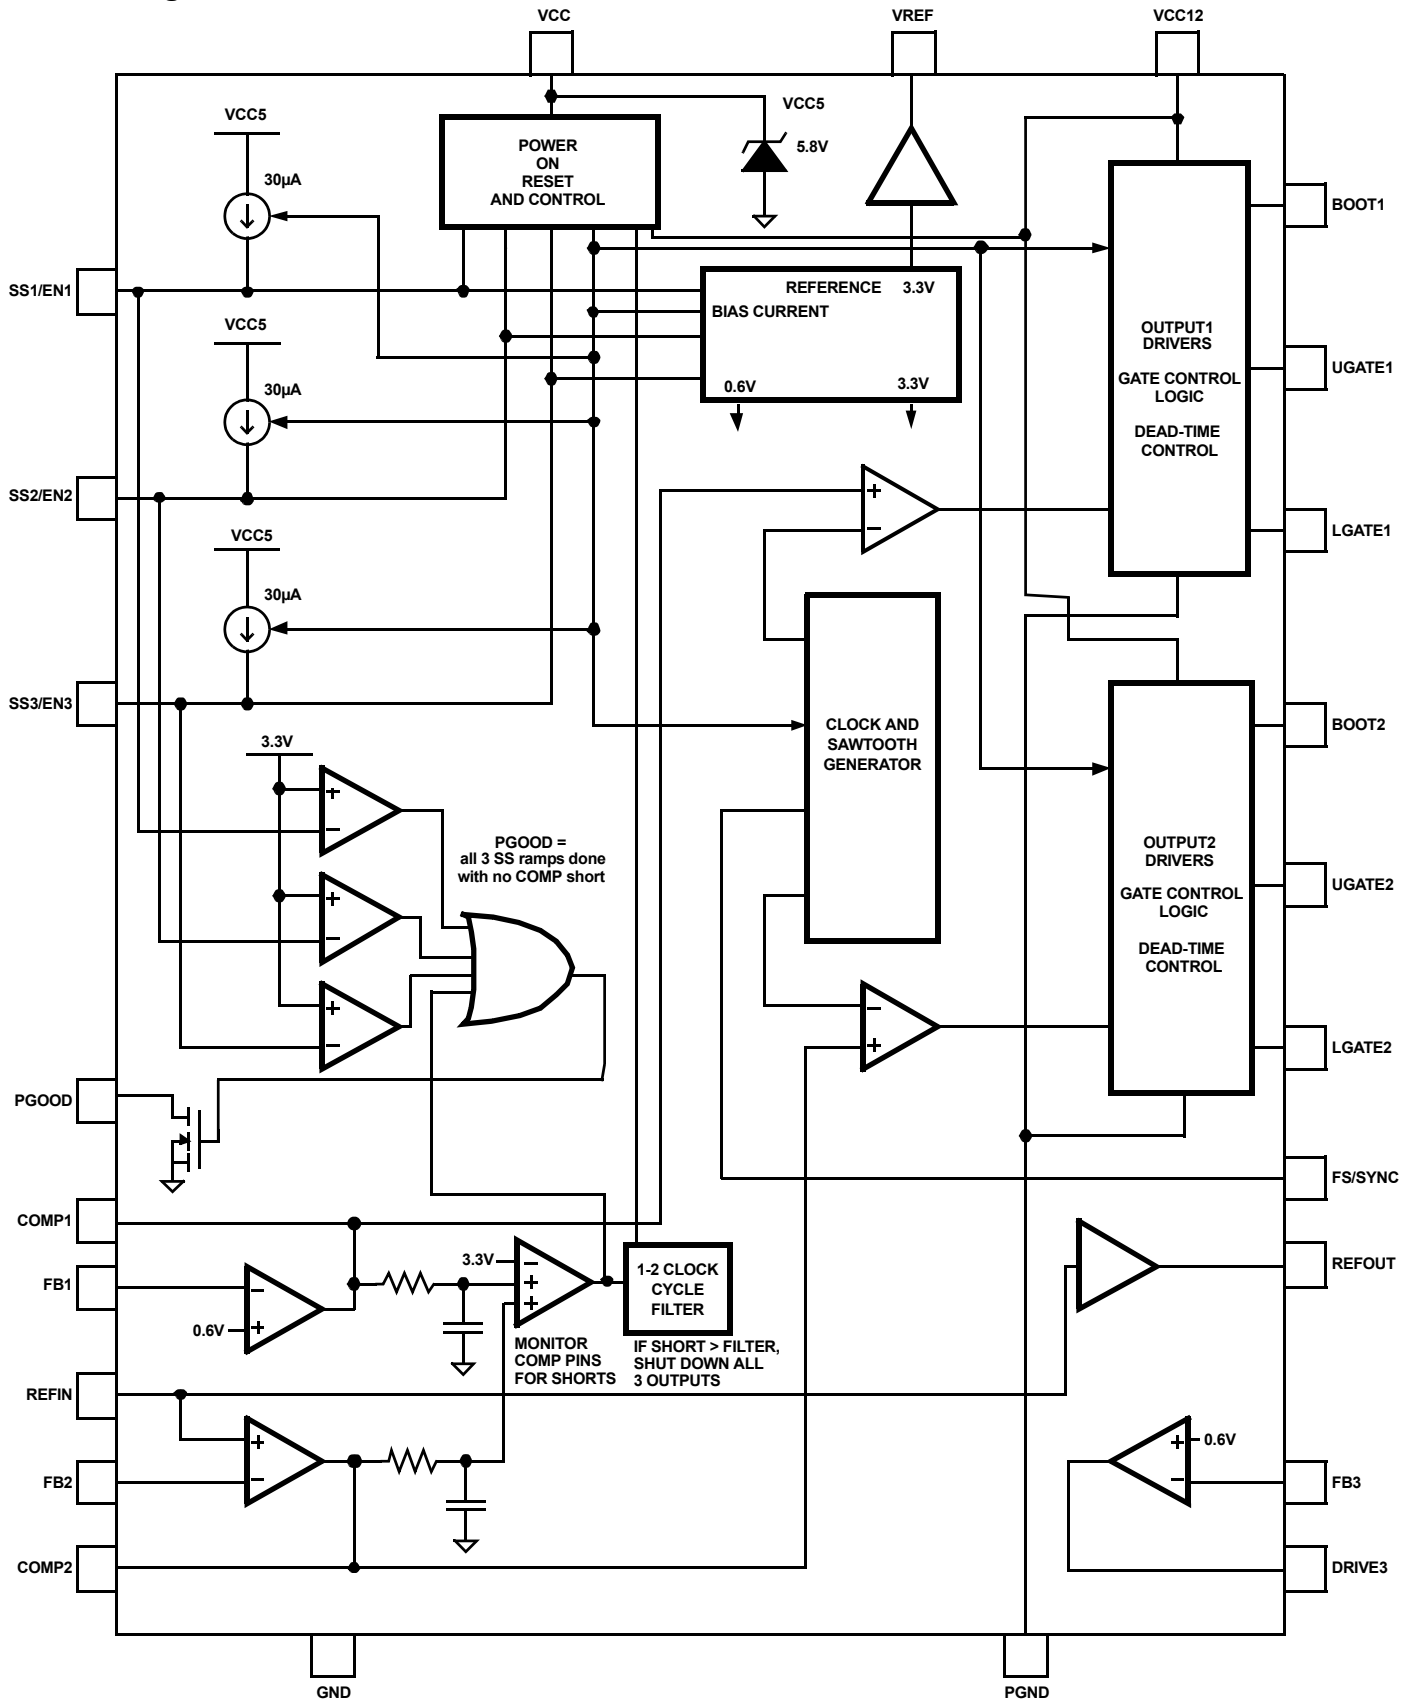 VCC
VREF
VCC12
VCC5
30µA
POWER
ON
RESET
AND CONTROL
VCC5
5.8V
BOOT1
SS1/EN1
REFERENCE 3.3V
BIAS CURRENT
0.6V
3.3V
OUTPUT1
DRIVERS
GATE CONTROL
LOGIC
DEAD-TIME
CONTROL
UGATE1
VCC5
30µA
SS2/EN2
+
−
LGATE1
VCC5
30µA
SS3/EN3
CLOCK AND
SAWTOOTH
GENERATOR
BOOT2
3.3V
+
−
+
−
+
−
PGOOD =
all 3 SS ramps done
with no COMP short
OUTPUT2
DRIVERS
GATE CONTROL
LOGIC
DEAD-TIME
CONTROL
UGATE2
−
+
LGATE2
PGOOD
FS/SYNC
COMP1
FB1
−
0.6V
+
3.3V
−
+
+
MONITOR
COMP PINS
FOR SHORTS
1-2 CLOCK
CYCLE
FILTER
IF SHORT > FILTER,
SHUT DOWN ALL
3 OUTPUTS
REFOUT
REFIN
+
−
FB2
COMP2
+
0.6V
−
FB3
DRIVE3
GND
PGND